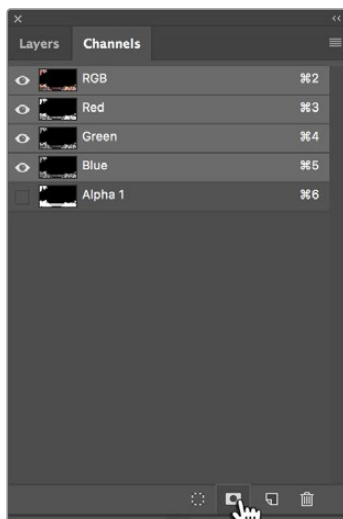 Layers Channels
RGB ⌘2
Red ⌘3
Green ⌘4
Blue ⌘5
Alpha 1 ⌘6